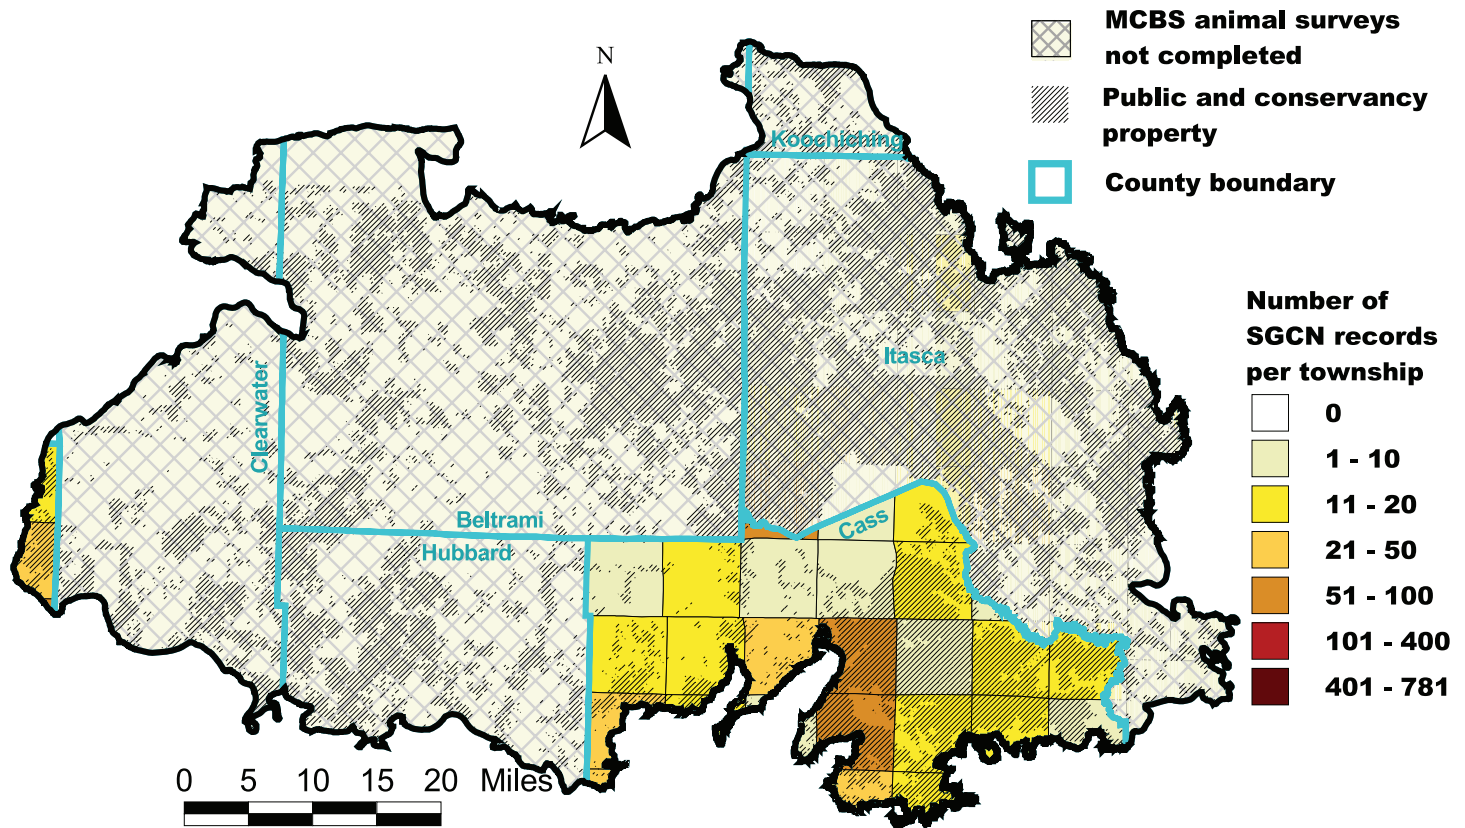 MCBS animal surveys
not completed
Public and conservancy
property
County boundary
N
Koochiching
Itasca
Clearwater
Beltrami
Hubbard
Cass
Number of
SGCN records
per township
0
1 - 10
11 - 20
21 - 50
51 - 100
101 - 400
401 - 781
0 5 10 15 20 Miles